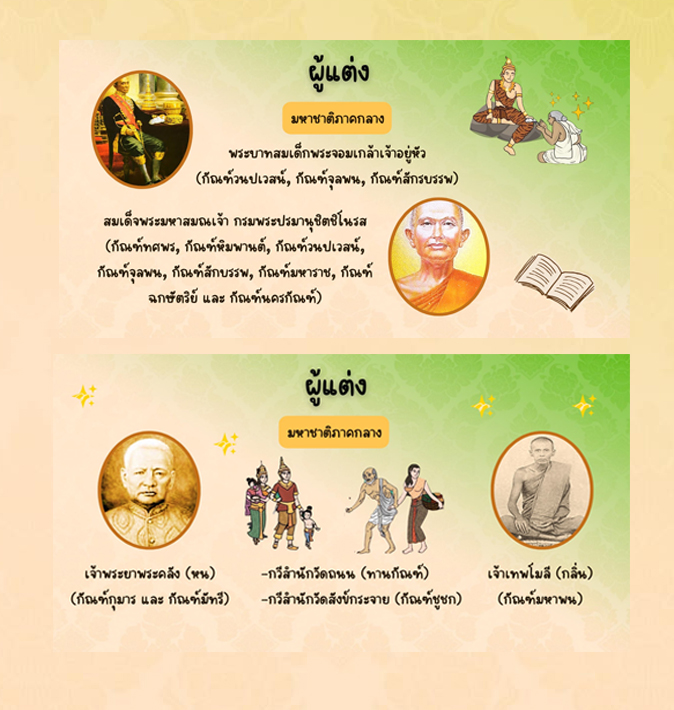 ผู้แต่ง
มหาชาติภาคกลาง
พระบาทสมเด็กพระจอมเกล้าเจ้าอยู่หัว
(กัณฑ์วนปเวสน์, กัณฑ์จุลพน, กัณฑ์สักรบรรพ)
สมเด็จพระมหาสมณเจ้า กรมพระปรมานุชิตชิโนรส
(กัณฑ์ทศพร, กัณฑ์หิมพานต์, กัณฑ์วนปเวสน์,
กัณฑ์จุลพน, กัณฑ์สักบรรพ, กัณฑ์มหาราช, กัณฑ์
ฉกษัตริย์ และ กัณฑ์นครกัณฑ์)
ผู้แต่ง
มหาชาติภาคกลาง
เจ้าพระยาพระคลัง (หน)
(กัณฑ์กุมาร และ กัณฑ์มัทรี)
-กวีสำนักวัดถนน (ทานกัณฑ์)
-กวีสำนักวัดสังข์กระจาย (กัณฑ์ชูชก)
เจ้าเทพโมลี (กลิ่น)
(กัณฑ์มหาพน)